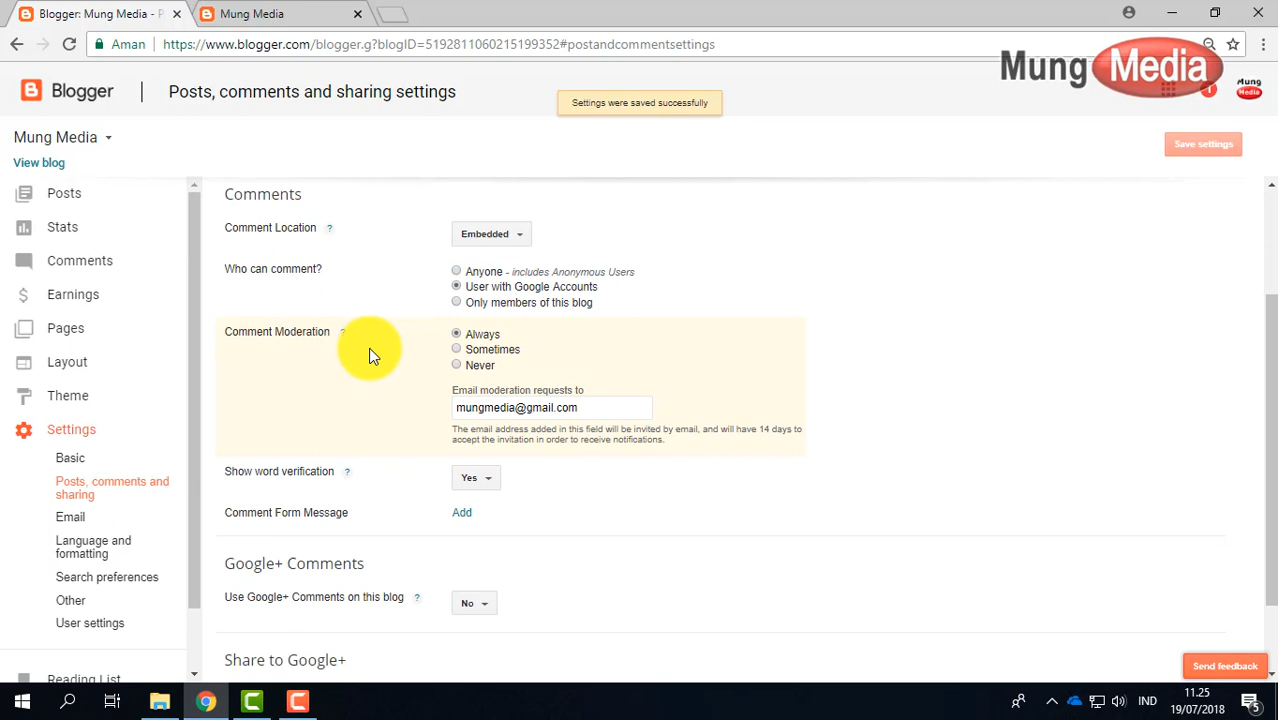 Blogger: Mung Media - P
Mung Media
Aman
https://www.blogger.com/blogger.g?blogID=5192811060215199352#postandcommentsettings
Mung Media
Blogger
Posts, comments and sharing settings
Settings were saved successfully
1
Mung
Media
Mung Media
Save settings
View blog
Posts
Stats
Comments
Earnings
Pages
Layout
Theme
Settings
Basic
Posts, comments and
sharing
Email
Language and
formatting
Search preferences
Other
User settings
Reading List
Comments
Comment Location ?
Embedded
Who can comment?
Anyone - includes Anonymous Users
User with Google Accounts
Only members of this blog
Comment Moderation ?
Always
Sometimes
Never
Email moderation requests to
mungmedia@gmail.com
The email address added in this field will be invited by email, and will have 14 days to
accept the invitation in order to receive notifications.
Show word verification ?
Yes
Comment Form Message
Add
Google+ Comments
Use Google+ Comments on this blog ?
No
Share to Google+
Send feedback
IND
11.25
19/07/2018
5